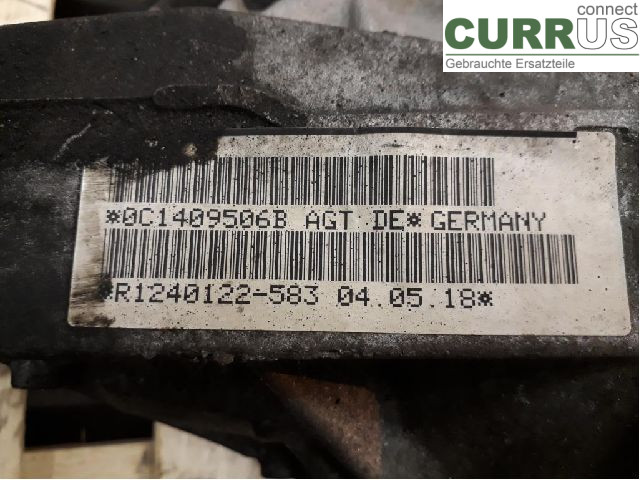 connect
CURRUS
Gebrauchte Ersatzteile
*0C1409506B AGT DE* GERMANY
*R1240122-583 04.05.18*